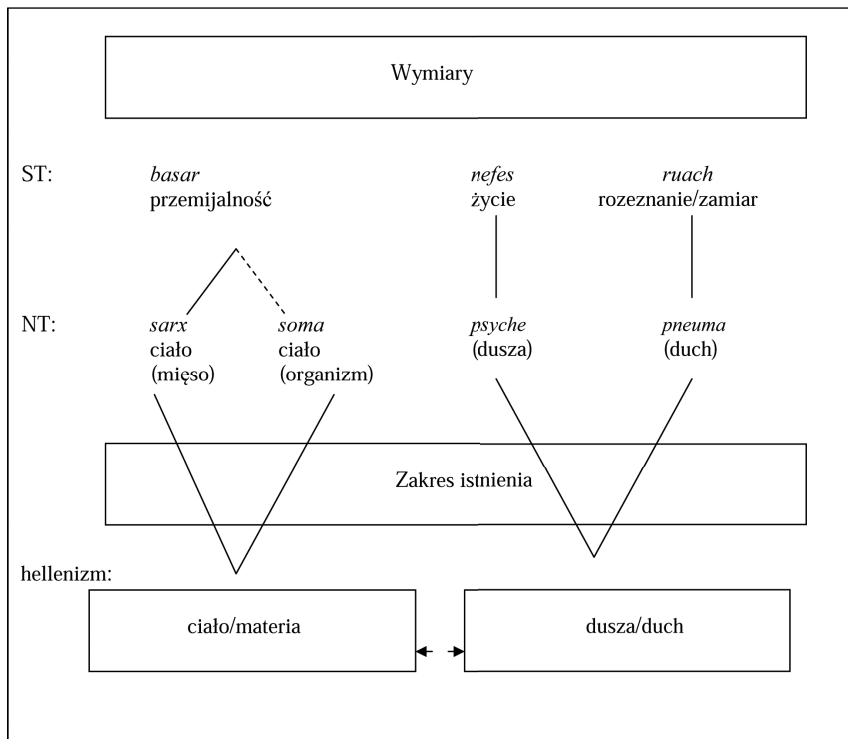 Wymiary
ST: basar nefes ruach
przemijalność życie rozeznanie/zamiar
NT: sarx soma psyche pneuma
ciało ciało (dusza) (duch)
(mięso) (organizm)
Zakres istnienia
hellenizm:
ciało/materia dusza/duch